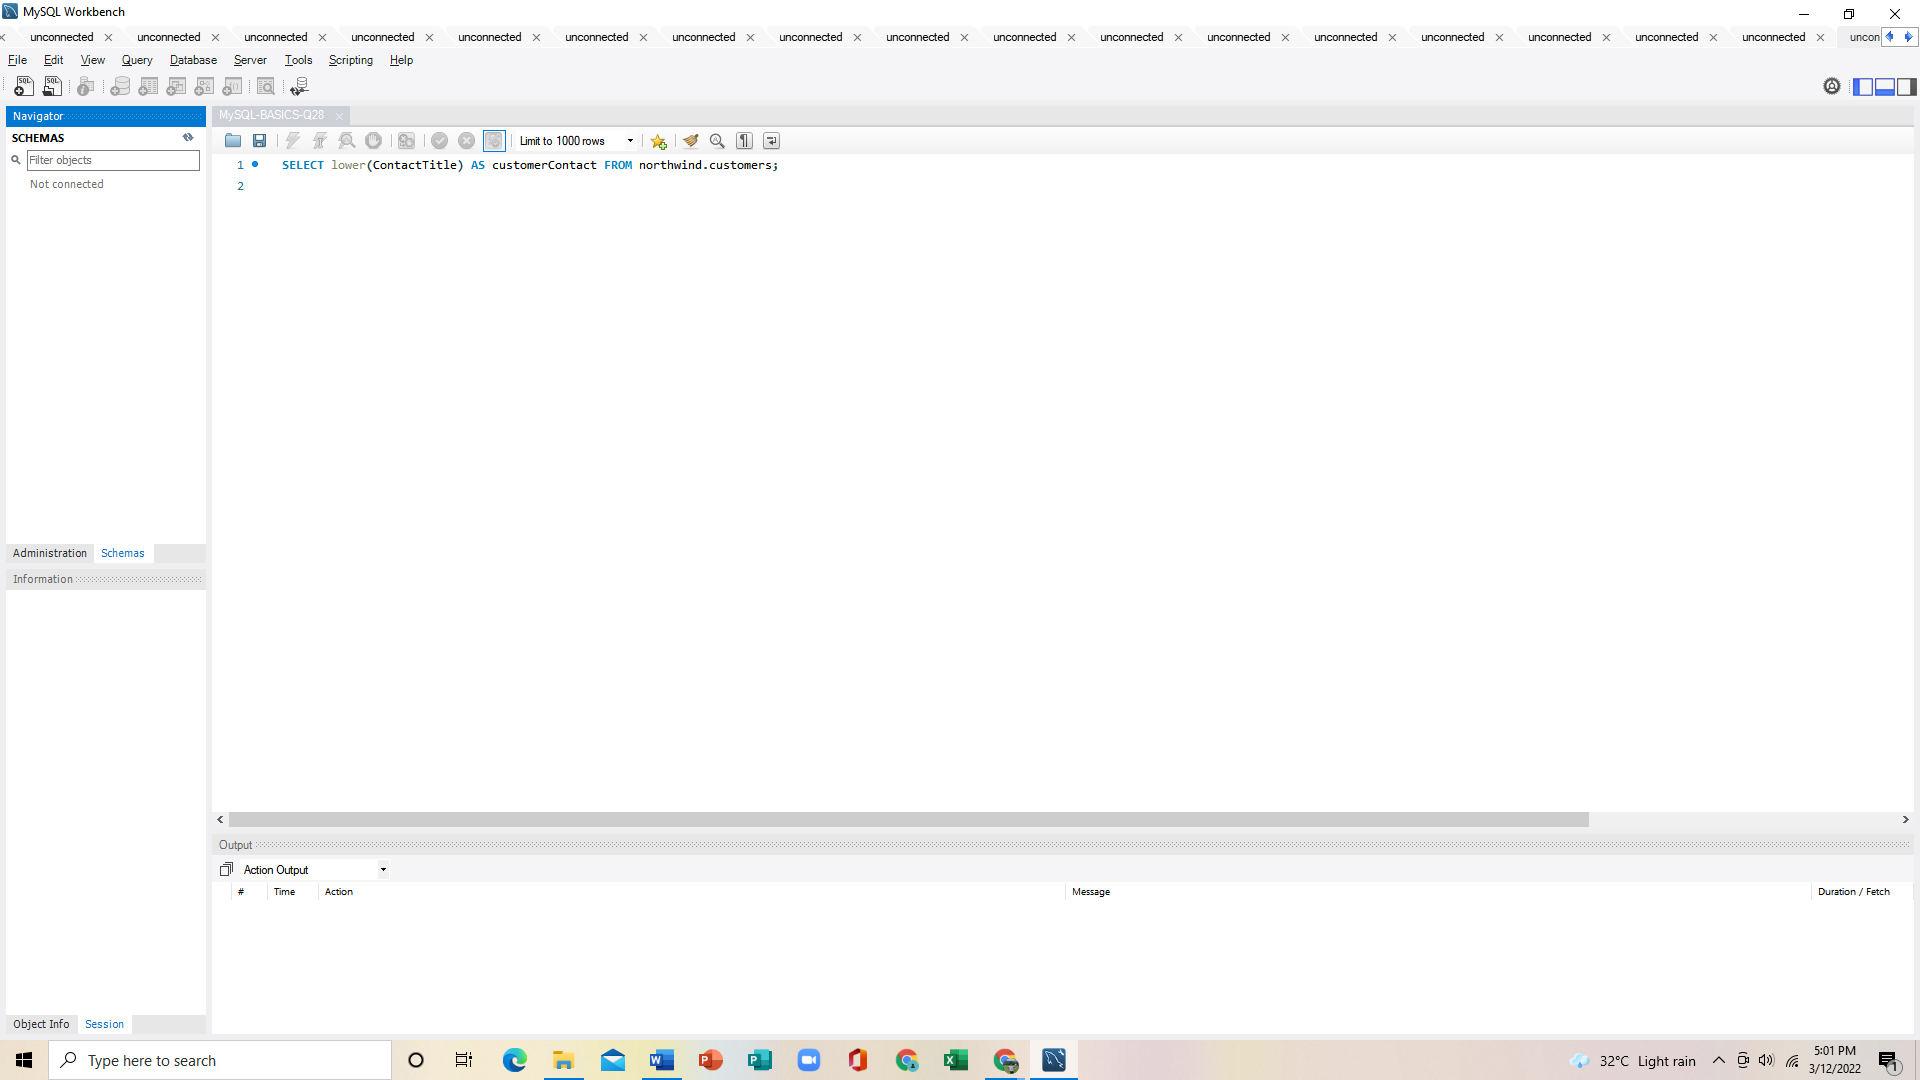 MySQL Workbench
unconnected unconnected unconnected unconnected unconnected unconnected unconnected unconnected unconnected unconnected unconnected unconnected unconnected unconnected unconnected unconnected unconnected uncon
File Edit View Query Database Server Tools Scripting Help
Navigator
MySQL-BASICS-Q28
SCHEMAS
Limit to 1000 rows
Filter objects
Not connected
1 SELECT lower(ContactTitle) AS customerContact FROM northwind.customers;
2
Administration Schemas
Information
Output
Action Output
# Time Action Message Duration / Fetch
Object Info Session
Type here to search
32°C Light rain
5:01 PM
3/12/2022
1